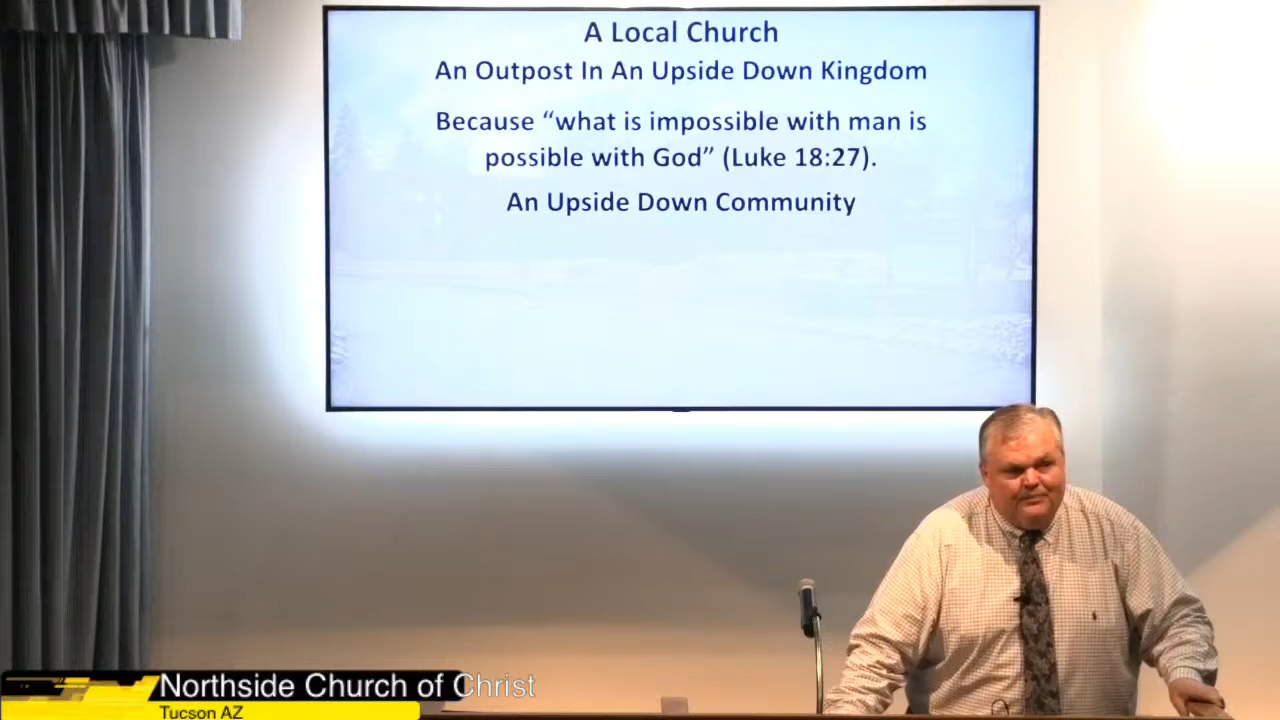 A Local Church
An Outpost In An Upside Down Kingdom
Because “what is impossible with man is
possible with God” (Luke 18:27).
An Upside Down Community
Northside Church of Christ
Tucson AZ